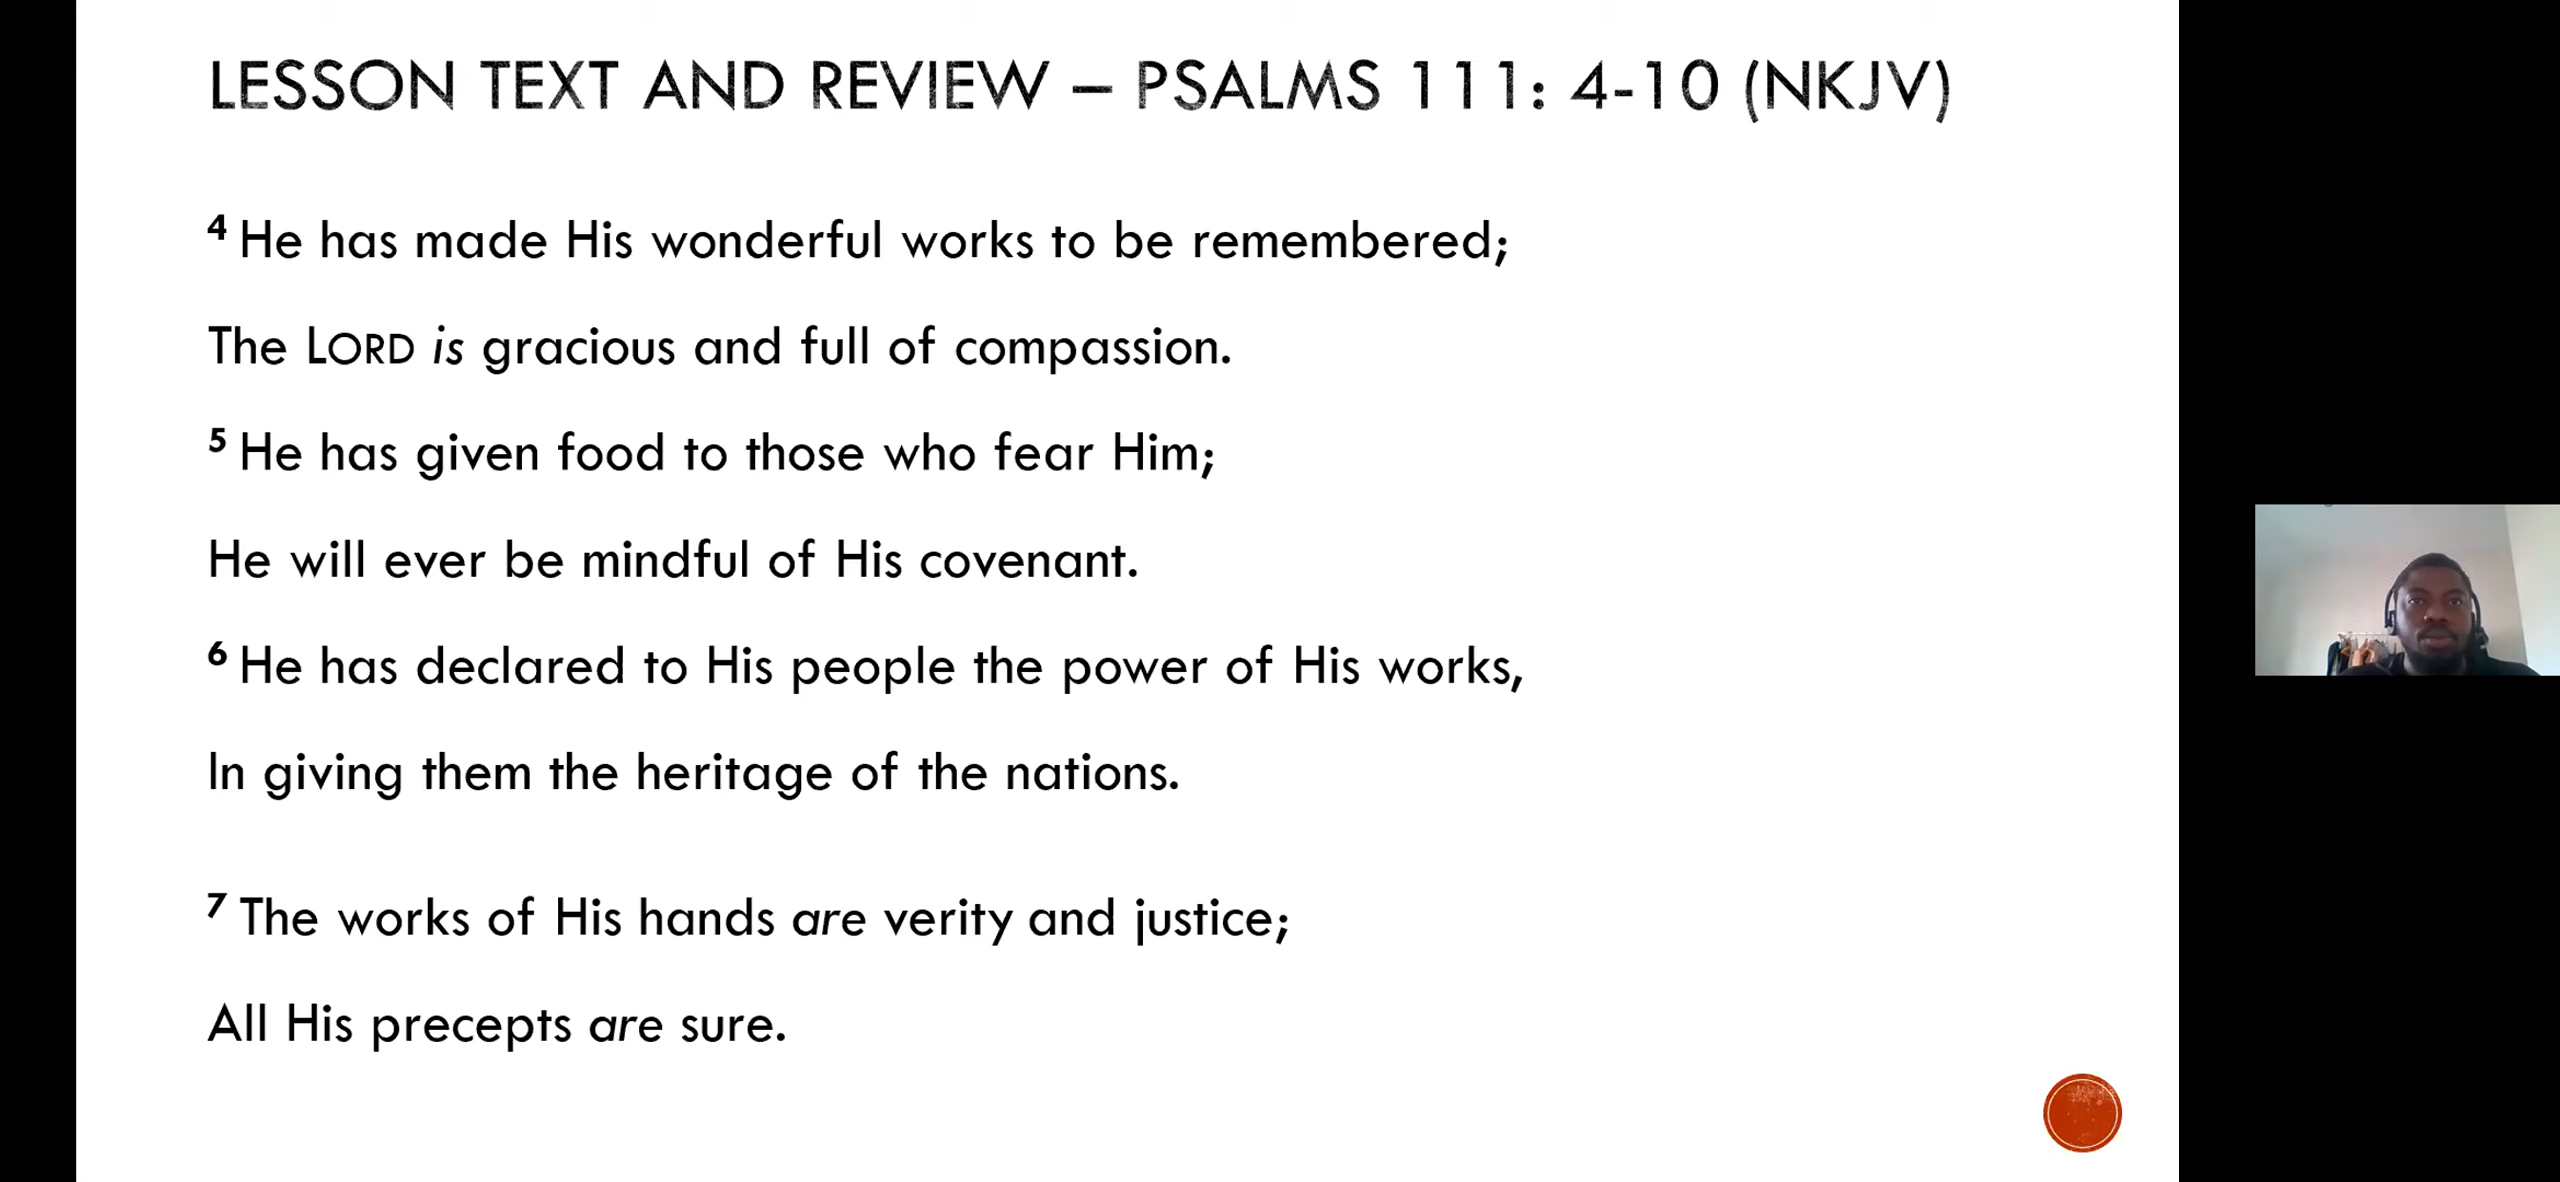 LESSON TEXT AND REVIEW – PSALMS 111: 4-10 (NKJV)
4 He has made His wonderful works to be remembered;
The LORD is gracious and full of compassion.
5 He has given food to those who fear Him;
He will ever be mindful of His covenant.
6 He has declared to His people the power of His works,
In giving them the heritage of the nations.
7 The works of His hands are verity and justice;
All His precepts are sure.